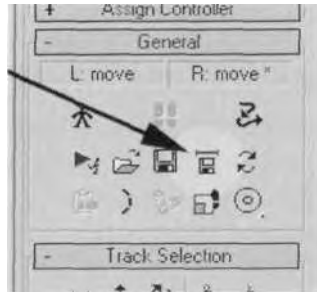 + Assign Controller
- General
L: move R: move *
- Track Selection